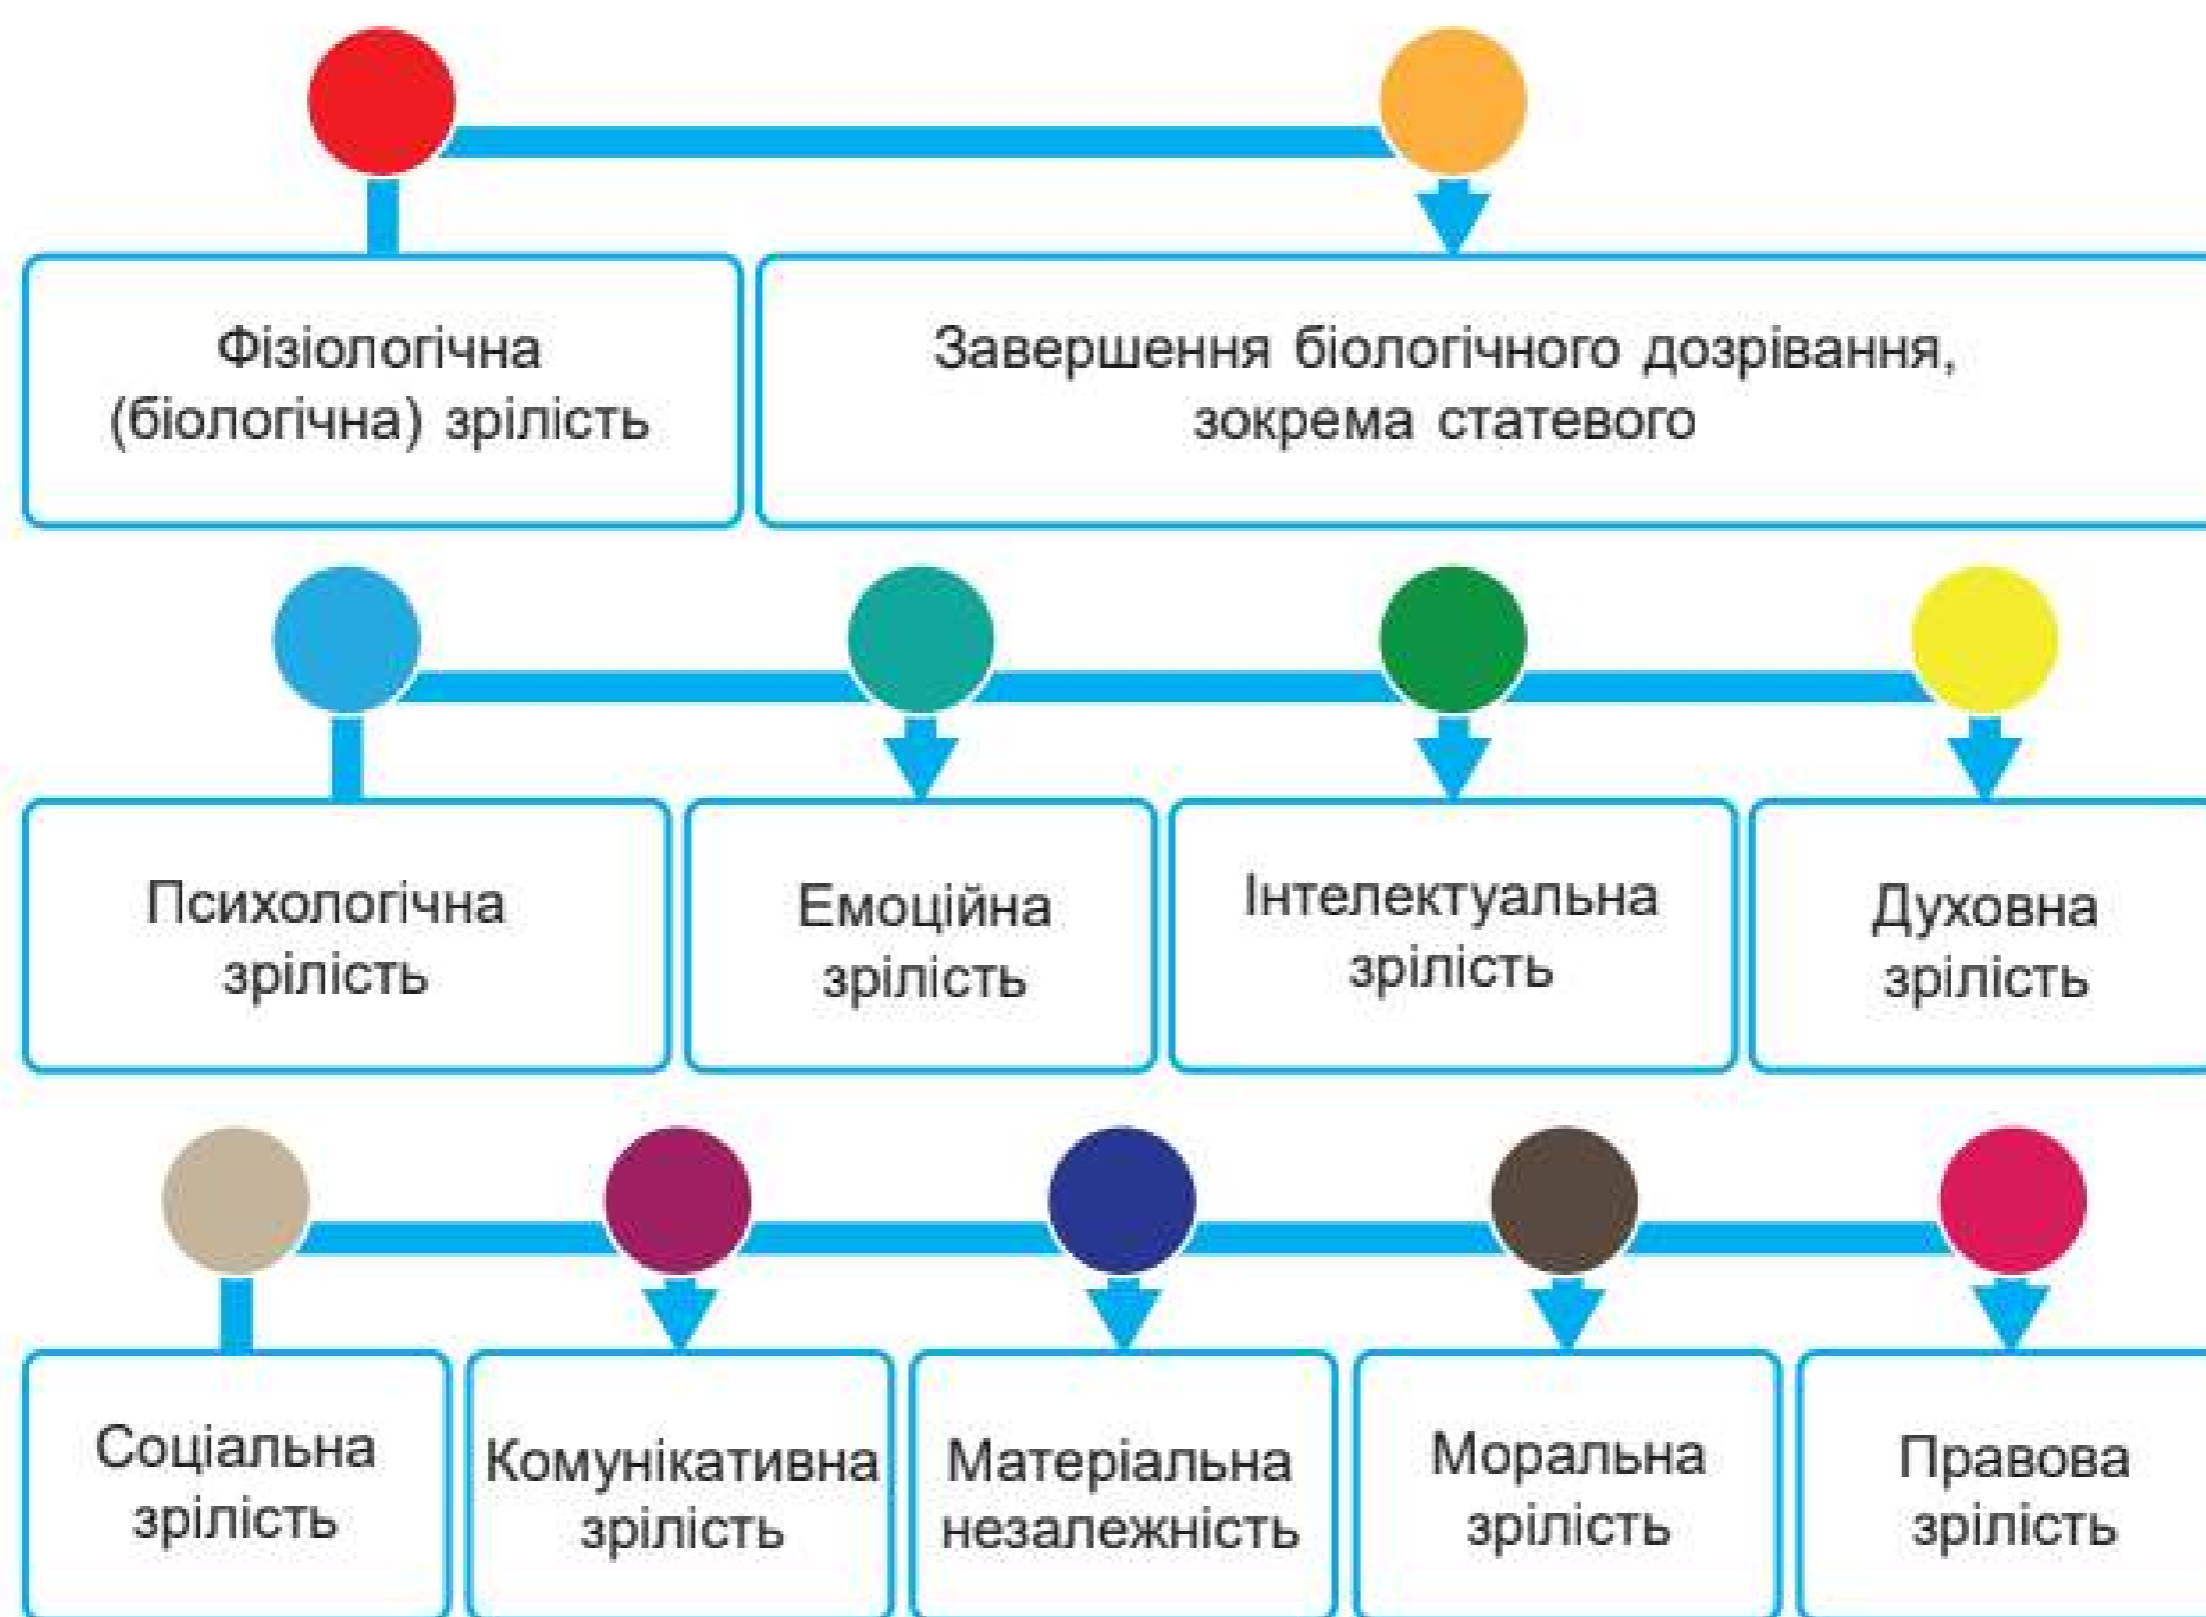 Фізіологічна
(біологічна) зрілість
Завершення біологічного дозрівання,
зокрема статевого
Психологічна
зрілість
Емоційна
зрілість
Інтелектуальна
зрілість
Духовна
зрілість
Соціальна
зрілість
Комунікативна
зрілість
Матеріальна
незалежність
Моральна
зрілість
Правова
зрілість